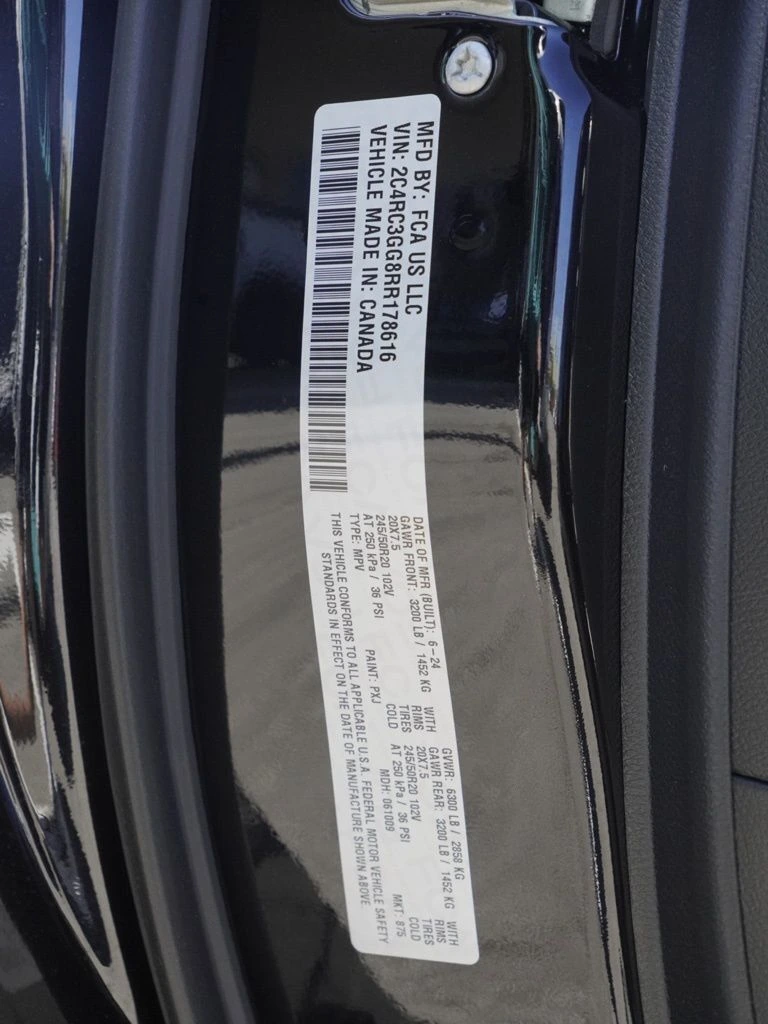 MFD BY: FCA US LLC
VIN: 2C4RC3GG8RR178616
VEHICLE MADE IN: CANADA
DATE OF MFR (BUILT): 6-24 GVWR: 6300 LB / 2858 KG
GAWR FRONT: 3200 LB / 1452 KG WITH GAWR REAR: 3200 LB / 1452 KG WITH
20X7.5 RIMS 20X7.5 RIMS
245/50R20 102V TIRES 245/50R20 102V TIRES
AT 250 kPa / 36 PSI COLD AT 250 kPa / 36 PSI COLD
TYPE: MPV PAINT: PXJ MDH: 061009 MKT: 875
THIS VEHICLE CONFORMS TO ALL APPLICABLE U.S.A. FEDERAL MOTOR VEHICLE SAFETY
STANDARDS IN EFFECT ON THE DATE OF MANUFACTURE SHOWN ABOVE.